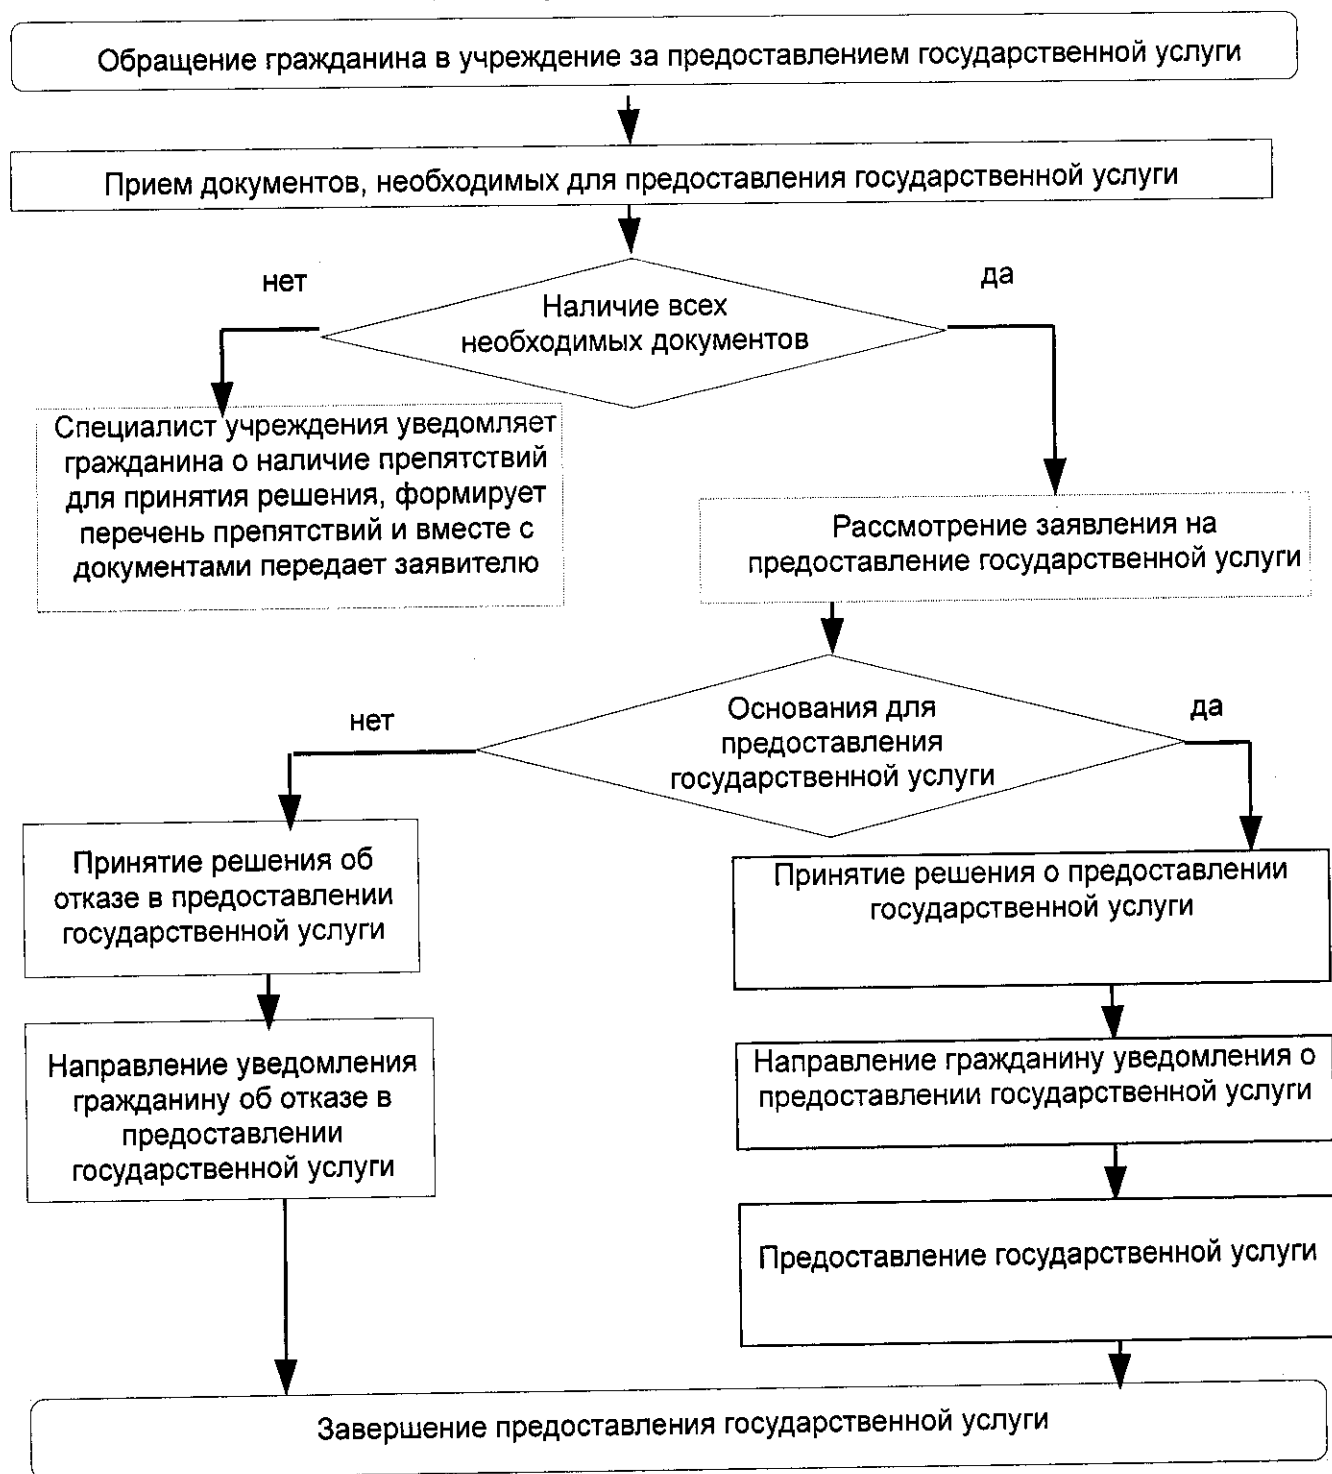 Обращение гражданина в учреждение за предоставлением государственной услуги
Прием документов, необходимых для предоставления государственной услуги
нет
да
Наличие всех
необходимых документов
Специалист учреждения уведомляет
гражданина о наличие препятствий
для принятия решения, формирует
перечень препятствий и вместе с
документами передает заявителю
Рассмотрение заявления на
предоставление государственной услуги
нет
да
Основания для
предоставления
государственной услуги
Принятие решения об
отказе в предоставлении
государственной услуги
Принятие решения о предоставлении
государственной услуги
Направление уведомления
гражданину об отказе в
предоставлении
государственной услуги
Направление гражданину уведомления о
предоставлении государственной услуги
Предоставление государственной услуги
Завершение предоставления государственной услуги